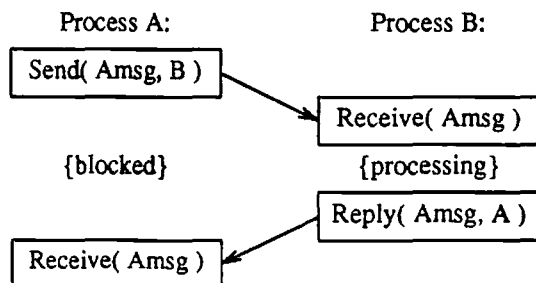 Process A:
Process B:
Send( Amsg, B )
Receive( Amsg )
{blocked}
{processing}
Reply( Amsg, A )
Receive( Amsg )